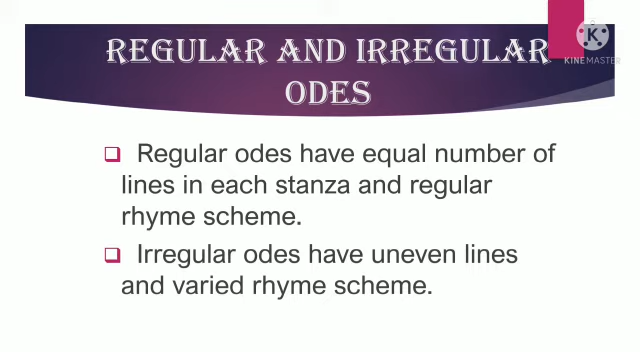 REGULAR AND IRREGULAR
ODES
K
KINEMASTER
Regular odes have equal number of
lines in each stanza and regular
rhyme scheme.
Irregular odes have uneven lines
and varied rhyme scheme.